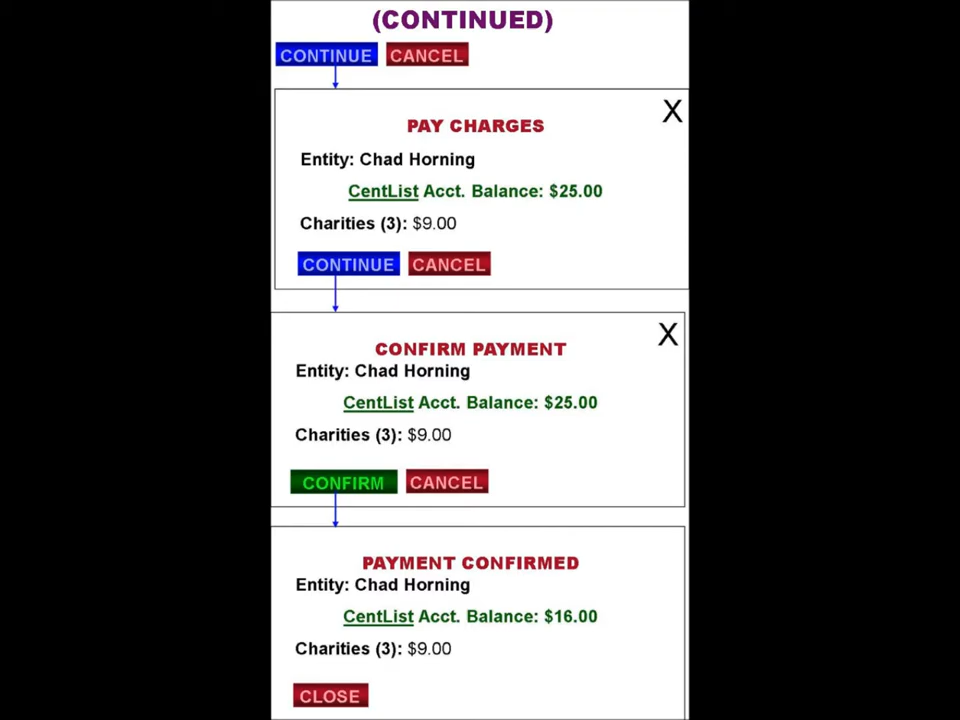 (CONTINUED)
CONTINUE CANCEL
X
PAY CHARGES
Entity: Chad Horning
CentList Acct. Balance: $25.00
Charities (3): $9.00
CONTINUE CANCEL
X
CONFIRM PAYMENT
Entity: Chad Horning
CentList Acct. Balance: $25.00
Charities (3): $9.00
CONFIRM CANCEL
PAYMENT CONFIRMED
Entity: Chad Horning
CentList Acct. Balance: $16.00
Charities (3): $9.00
CLOSE